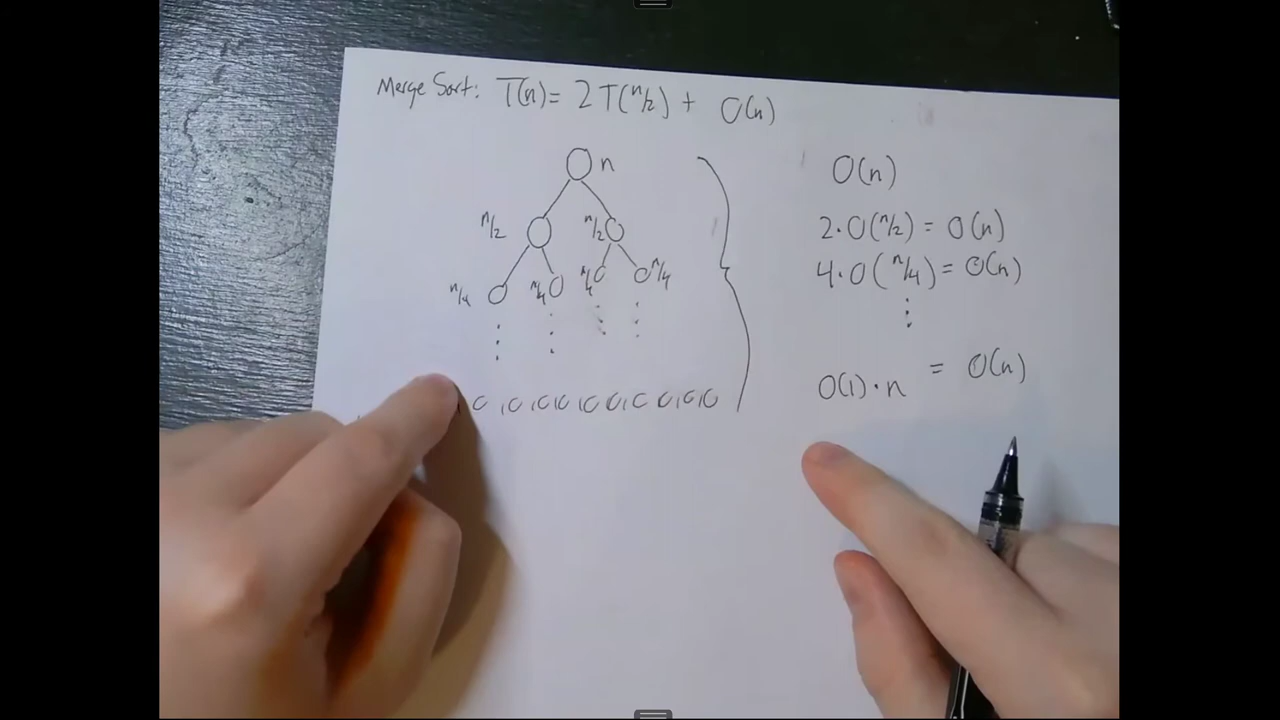 Merge Sort: T(n) = 2T(n/2) + O(n)
n
O(n)
n/2 n/2
2·O(n/2) = O(n)
n/4 n/4 n/4 n/4
4·O(n/4) = O(n)
O(1)·n = O(n)